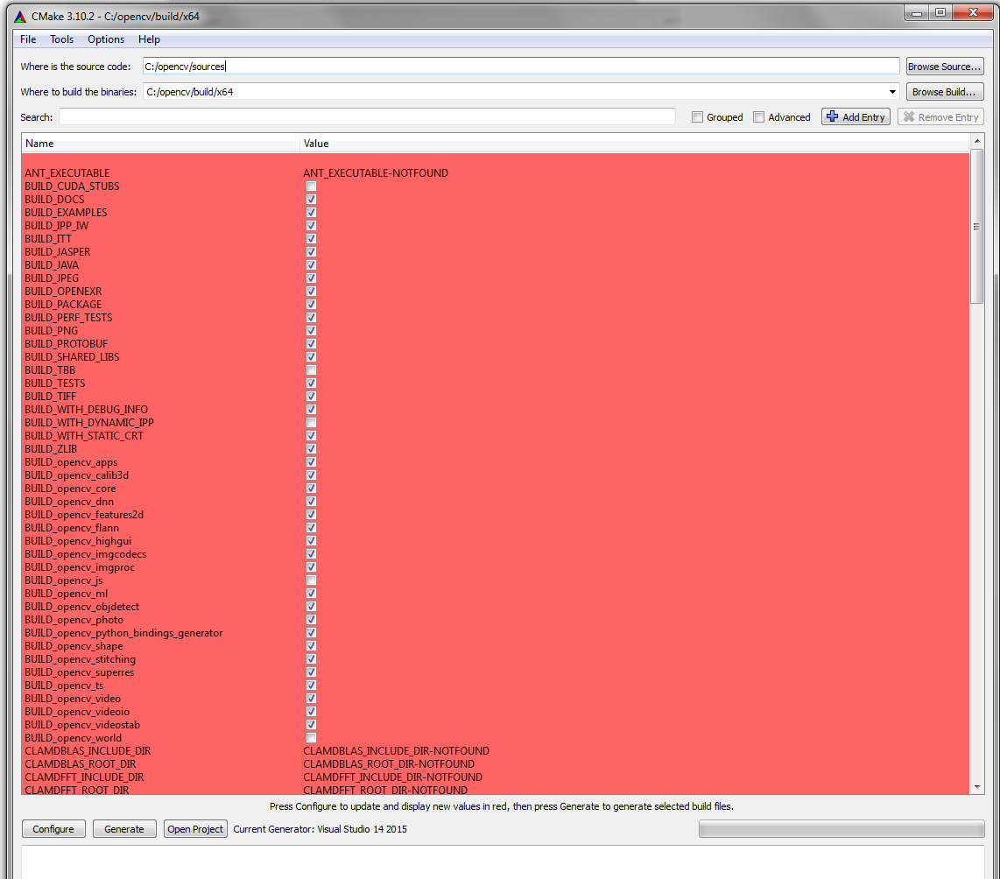 CMake 3.10.2 - C:/opencv/build/x64
File Tools Options Help
Where is the source code: C:/opencv/sources Browse Source...
Where to build the binaries: C:/opencv/build/x64 Browse Build...
Search: Grouped Advanced Add Entry Remove Entry
Name Value
ANT_EXECUTABLE ANT_EXECUTABLE-NOTFOUND
BUILD_CUDA_STUBS
BUILD_DOCS
BUILD_EXAMPLES
BUILD_IPP_IW
BUILD_ITT
BUILD_JASPER
BUILD_JAVA
BUILD_JPEG
BUILD_OPENEXR
BUILD_PACKAGE
BUILD_PERF_TESTS
BUILD_PNG
BUILD_PROTOBUF
BUILD_SHARED_LIBS
BUILD_TBB
BUILD_TESTS
BUILD_TIFF
BUILD_WITH_DEBUG_INFO
BUILD_WITH_DYNAMIC_IPP
BUILD_WITH_STATIC_CRT
BUILD_ZLIB
BUILD_opencv_apps
BUILD_opencv_calib3d
BUILD_opencv_core
BUILD_opencv_dnn
BUILD_opencv_features2d
BUILD_opencv_flann
BUILD_opencv_highgui
BUILD_opencv_imgcodecs
BUILD_opencv_imgproc
BUILD_opencv_js
BUILD_opencv_ml
BUILD_opencv_objdetect
BUILD_opencv_photo
BUILD_opencv_python_bindings_generator
BUILD_opencv_shape
BUILD_opencv_stitching
BUILD_opencv_superres
BUILD_opencv_ts
BUILD_opencv_video
BUILD_opencv_videoio
BUILD_opencv_videostab
BUILD_opencv_world
CLAMDBLAS_INCLUDE_DIR CLAMDBLAS_INCLUDE_DIR-NOTFOUND
CLAMDBLAS_ROOT_DIR CLAMDBLAS_ROOT_DIR-NOTFOUND
CLAMDFFT_INCLUDE_DIR CLAMDFFT_INCLUDE_DIR-NOTFOUND
CLAMDFFT_ROOT_DIR CLAMDFFT_ROOT_DIR-NOTFOUND
Press Configure to update and display new values in red, then press Generate to generate selected build files.
Configure Generate Open Project Current Generator: Visual Studio 14 2015